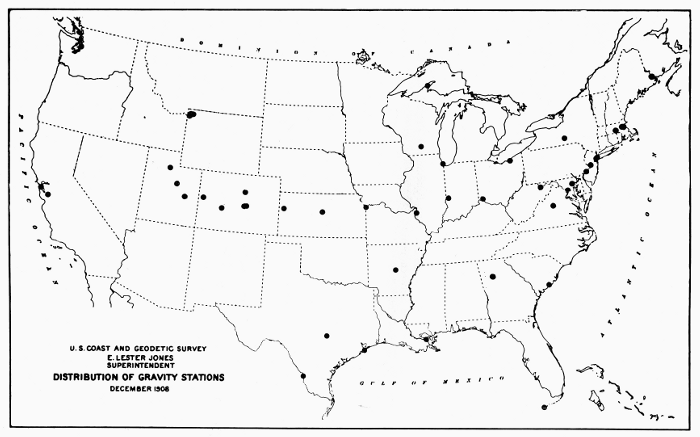 DOMINION OF CANADA
PACIFIC OCEAN
ATLANTIC OCEAN
GULF OF MEXICO
U.S. COAST AND GEODETIC SURVEY
E. LESTER JONES
SUPERINTENDENT
DISTRIBUTION OF GRAVITY STATIONS
DECEMBER 1908